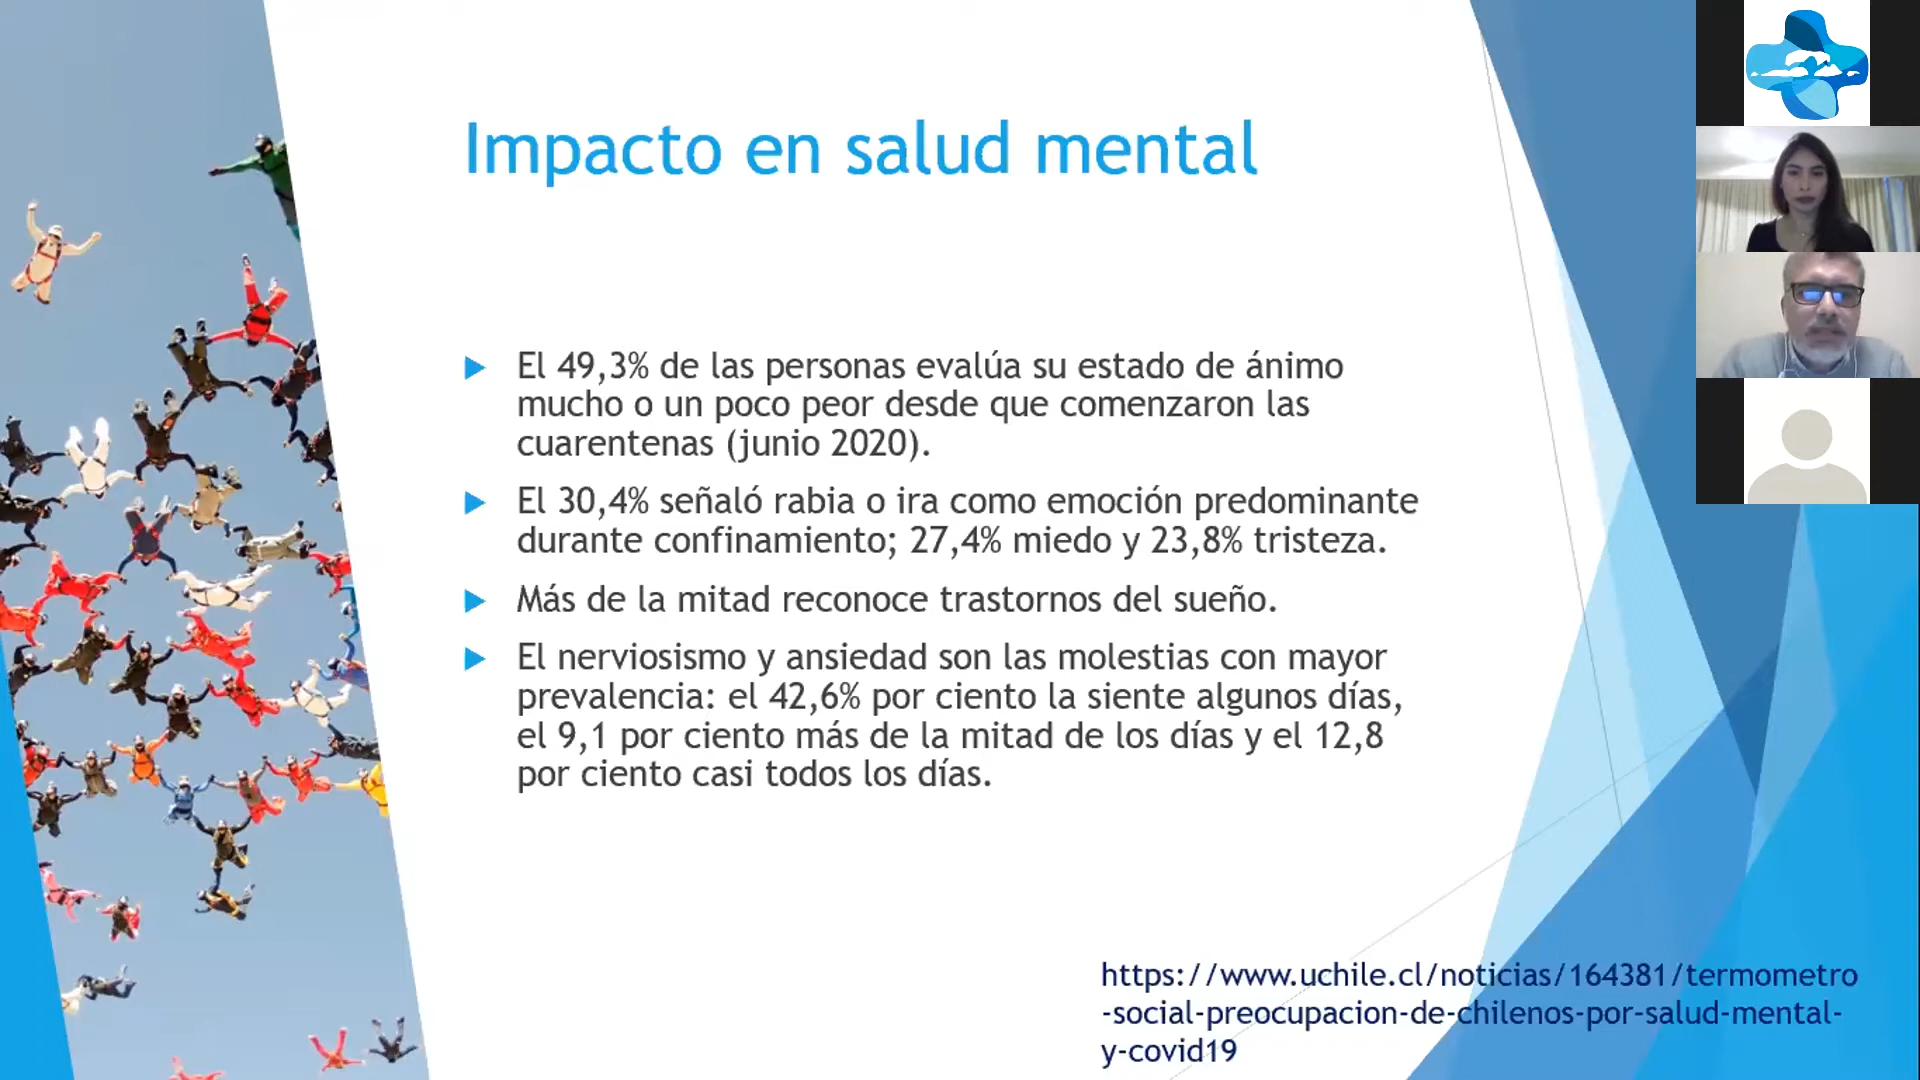 Impacto en salud mental
El 49,3% de las personas evalúa su estado de ánimo
mucho o un poco peor desde que comenzaron las
cuarentenas (junio 2020).
El 30,4% señaló rabia o ira como emoción predominante
durante confinamiento; 27,4% miedo y 23,8% tristeza.
Más de la mitad reconoce trastornos del sueño.
El nerviosismo y ansiedad son las molestias con mayor
prevalencia: el 42,6% por ciento la siente algunos días,
el 9,1 por ciento más de la mitad de los días y el 12,8
por ciento casi todos los días.
https://www.uchile.cl/noticias/164381/termometro
-social-preocupacion-de-chilenos-por-salud-mental-
y-covid19